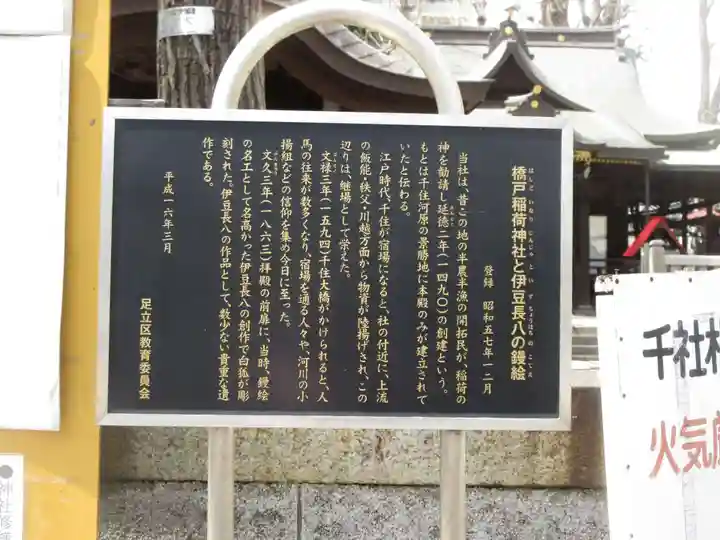 橋戸稲荷神社と伊豆長八の鏝絵
登録　昭和五七年一二月
当社は、昔この地の半農半漁の開拓民が、稲荷の
神を勧請し延徳二年（一四九〇）の創建という。
もとは千住河原の景勝地に本殿のみが建立されて
いたと伝わる。
江戸時代、千住が宿場になると、社の付近に、上流
の飯能・秩父・川越方面から物資が陸揚げされ、この
辺りは、継場として栄えた。
文禄三年（一五九四）千住大橋がかけられると、人
馬の往来が数多くなり、宿場を通る人々や、河川の小
揚組などの信仰を集め今日に至った。
文久三年（一八六三）拝殿の前扉に、当時、鏝絵
の名工として名高かった伊豆長八の創作で白狐が彫
刻された。伊豆長八の作品として、数少ない貴重な遺
作である。
平成一六年三月
足立区教育委員会
千社札
火気